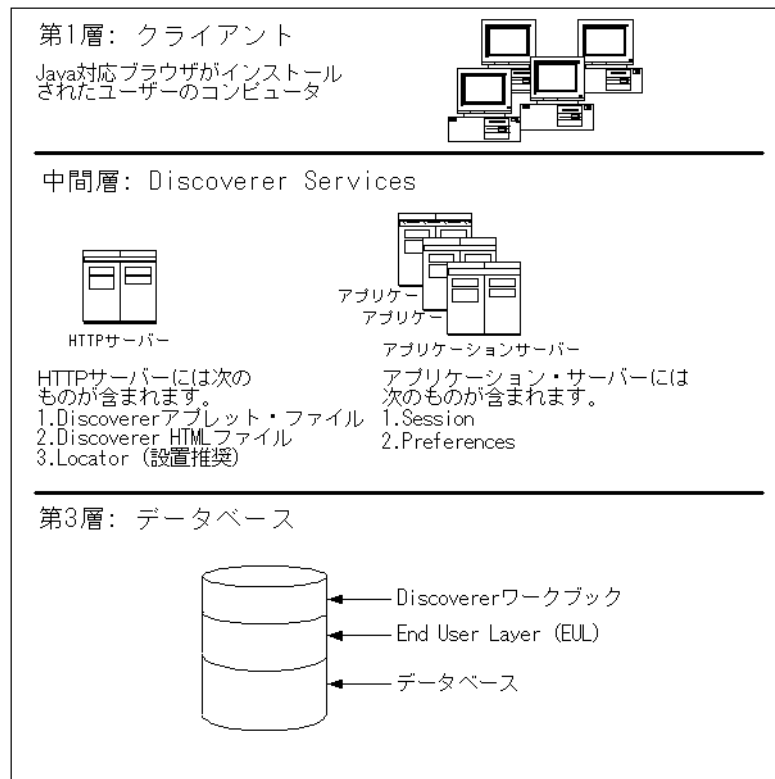 第1層: クライアント
Java対応ブラウザがインストール
されたユーザーのコンピュータ
中間層: Discoverer Services
HTTPサーバー
アプリケー
アプリケー
アプリケーションサーバー
HTTPサーバーには次の
ものが含まれます。
1.Discovererアプレット・ファイル
2.Discoverer HTMLファイル
3.Locator (設置推奨)
アプリケーション・サーバーには
次のものが含まれます。
1.Session
2.Preferences
第3層: データベース
Discovererワークブック
End User Layer (EUL)
データベース